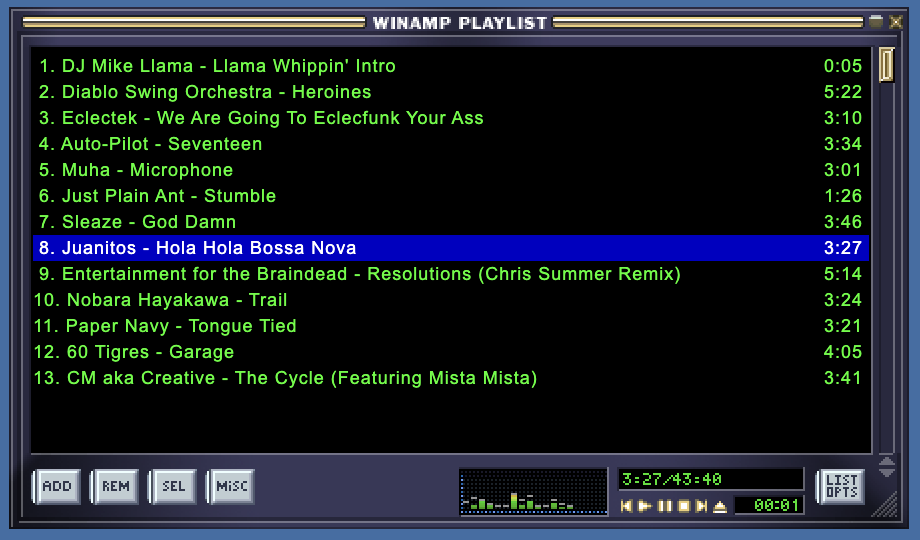 WINAMP PLAYLIST
1. DJ Mike Llama - Llama Whippin' Intro 0:05
2. Diablo Swing Orchestra - Heroines 5:22
3. Eclectek - We Are Going To Eclecfunk Your Ass 3:10
4. Auto-Pilot - Seventeen 3:34
5. Muha - Microphone 3:01
6. Just Plain Ant - Stumble 1:26
7. Sleaze - God Damn 3:46
8. Juanitos - Hola Hola Bossa Nova 3:27
9. Entertainment for the Braindead - Resolutions (Chris Summer Remix) 5:14
10. Nobara Hayakawa - Trail 3:24
11. Paper Navy - Tongue Tied 3:21
12. 60 Tigres - Garage 4:05
13. CM aka Creative - The Cycle (Featuring Mista Mista) 3:41
ADD REM SEL MiSC
3:27/43:40
00:01
LIST
OPTS